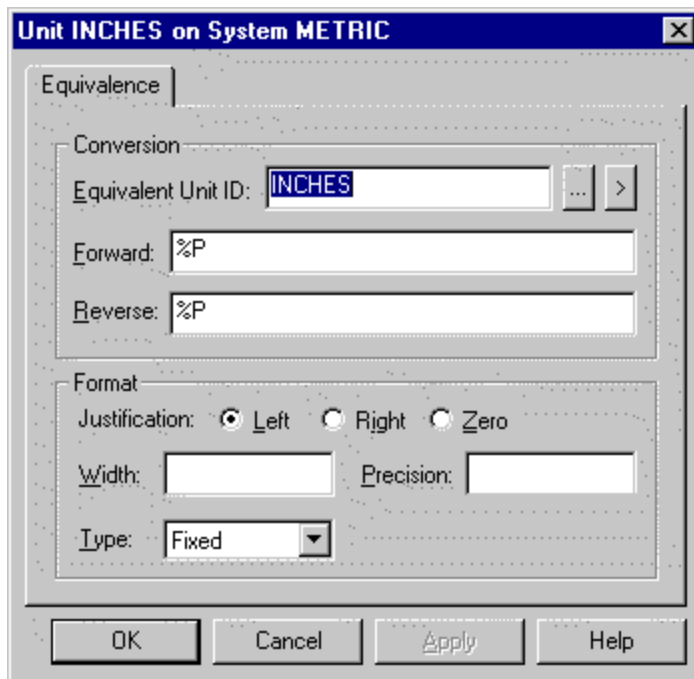 Unit INCHES on System METRIC
Equivalence
Conversion
Equivalent Unit ID: INCHES ... >
Forward: %P
Reverse: %P
Format
Justification: Left Right Zero
Width: Precision:
Type: Fixed
OK Cancel Apply Help